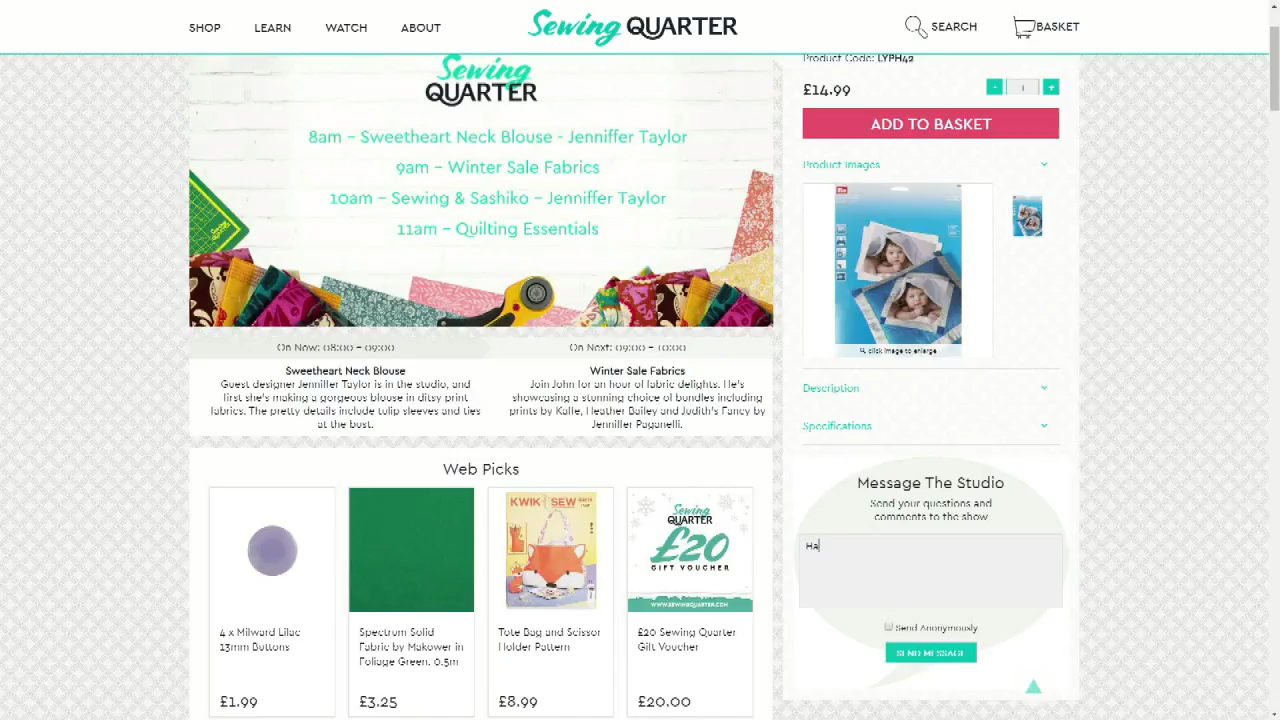 SHOP
LEARN
WATCH
ABOUT
Sewing QUARTER
SEARCH
BASKET
Sewing
QUARTER
8am – Sweetheart Neck Blouse - Jenniffer Taylor
9am – Winter Sale Fabrics
10am – Sewing & Sashiko – Jenniffer Taylor
11am – Quilting Essentials
On Now: 08:00 – 09:00
Sweetheart Neck Blouse
Guest designer Jenniffer Taylor is in the studio, and
first she's making a gorgeous blouse in ditsy print
fabrics. The pretty details include tulip sleeves and ties
at the bust.
On Next: 09:00 – 10:00
Winter Sale Fabrics
Join John for an hour of fabric delights. He's
showcasing a stunning choice of bundles including
prints by Kaffe, Heather Bailey and Judith's Fancy by
Jenniffer Paganelli.
Web Picks
4 x Milward Lilac
13mm Buttons
£1.99
Spectrum Solid
Fabric by Makower in
Foliage Green. 0.5m
£3.25
KWIK SEW
Tote Bag and Scissor
Holder Pattern
£8.99
Sewing
QUARTER
£20
GIFT VOUCHER
WWW.SEWINGQUARTER.COM
£20 Sewing Quarter
Gift Voucher
£20.00
Product Code: LYPH42
£14.99
- 1 +
ADD TO BASKET
Product Images
click image to enlarge
Description
Specifications
Message The Studio
Send your questions and
comments to the show
Ha
Send Anonymously
SEND MESSAGE